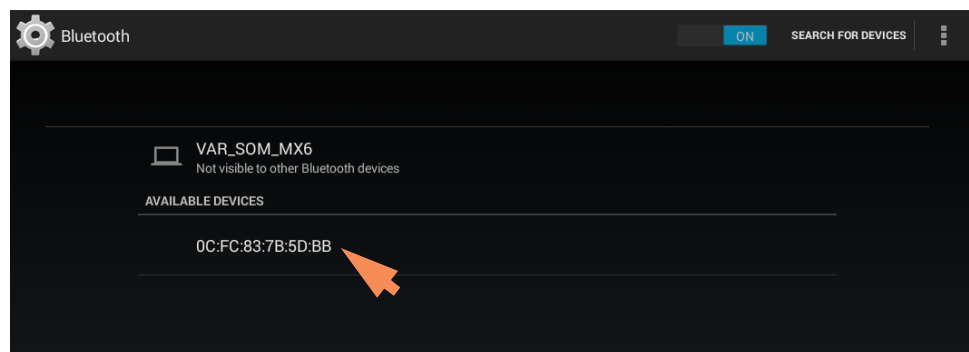 Bluetooth
ON
SEARCH FOR DEVICES
VAR_SOM_MX6
Not visible to other Bluetooth devices
AVAILABLE DEVICES
0C:FC:83:7B:5D:BB